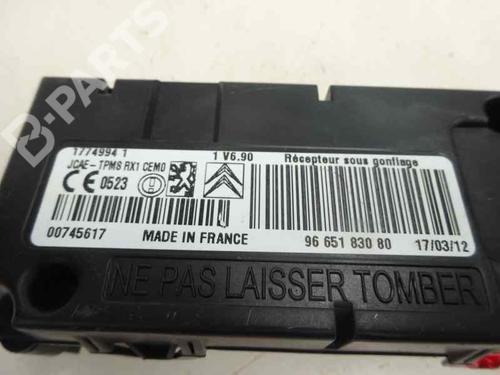 B-PARTS
1774994 1
1 V6.90
Récepteur sous gonflage
JCAE-TPMS RX1 CEM0
CE 0523
00745617
MADE IN FRANCE
96 651 830 80
17/03/12
NE PAS LAISSER TOMBER